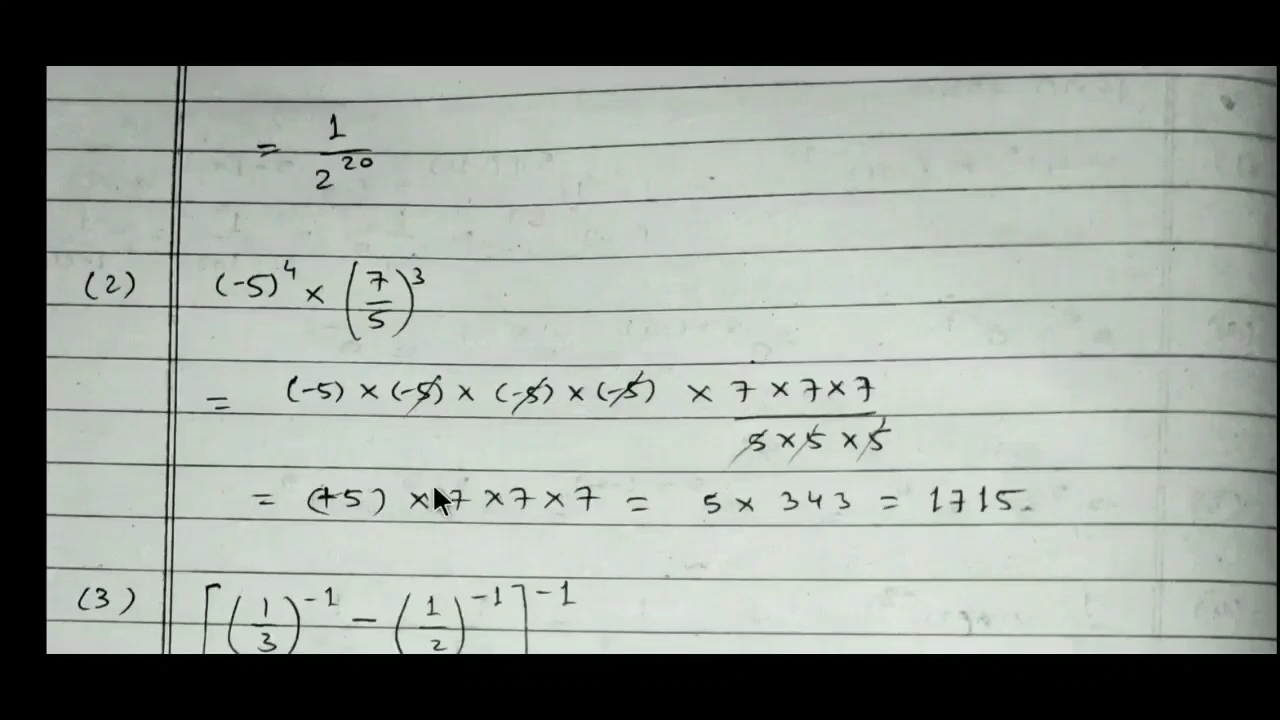 = 1/2^20
(2) (-5)^4 × (7/5)^3
= (-5) × (-5) × (-5) × (-5) × 7 × 7 × 7 / 5 × 5 × 5
= (+5) × 7 × 7 × 7 = 5 × 343 = 1715.
(3) [(1/3)^-1 - (1/2)^-1]^-1